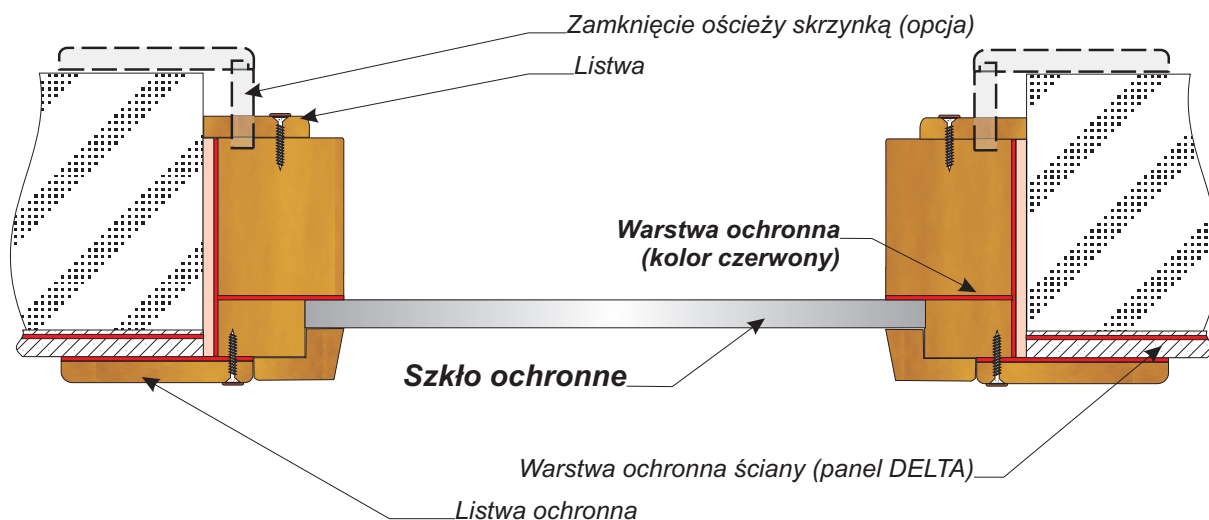 Zamknięcie ościeży skrzynką (opcja)
Listwa
Warstwa ochronna
(kolor czerwony)
Szkło ochronne
Warstwa ochronna ściany (panel DELTA)
Listwa ochronna